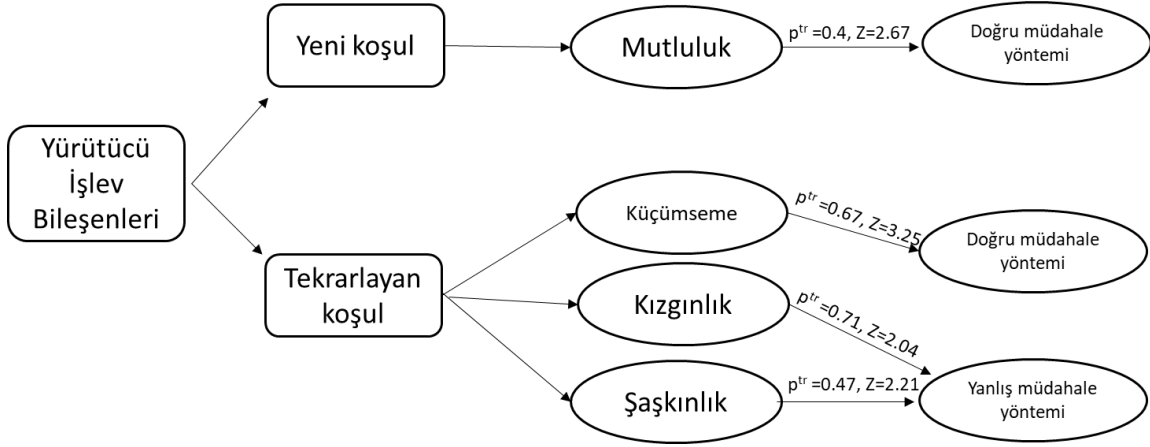 Yürütücü
İşlev
Bileşenleri
Yeni koşul
Mutluluk
p^tr =0.4, Z=2.67
Doğru müdahale
yöntemi
Tekrarlayan
koşul
Küçümseme
p^tr =0.67, Z=3.25
Doğru müdahale
yöntemi
Kızgınlık
p^tr =0.71, Z=2.04
Şaşkınlık
p^tr =0.47, Z=2.21
Yanlış müdahale
yöntemi